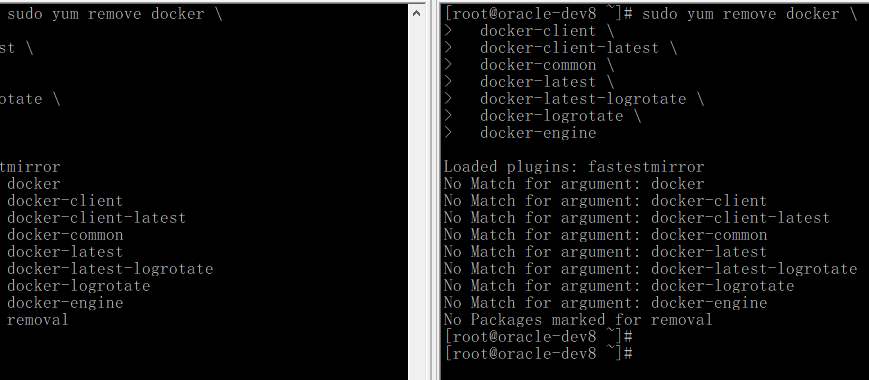 sudo yum remove docker \
st \
otate \
tmirror
docker
docker-client
docker-client-latest
docker-common
docker-latest
docker-latest-logrotate
docker-logrotate
docker-engine
removal
[root@oracle-dev8 ~]# sudo yum remove docker \
>   docker-client \
>   docker-client-latest \
>   docker-common \
>   docker-latest \
>   docker-latest-logrotate \
>   docker-logrotate \
>   docker-engine
Loaded plugins: fastestmirror
No Match for argument: docker
No Match for argument: docker-client
No Match for argument: docker-client-latest
No Match for argument: docker-common
No Match for argument: docker-latest
No Match for argument: docker-latest-logrotate
No Match for argument: docker-logrotate
No Match for argument: docker-engine
No Packages marked for removal
[root@oracle-dev8 ~]#
[root@oracle-dev8 ~]#